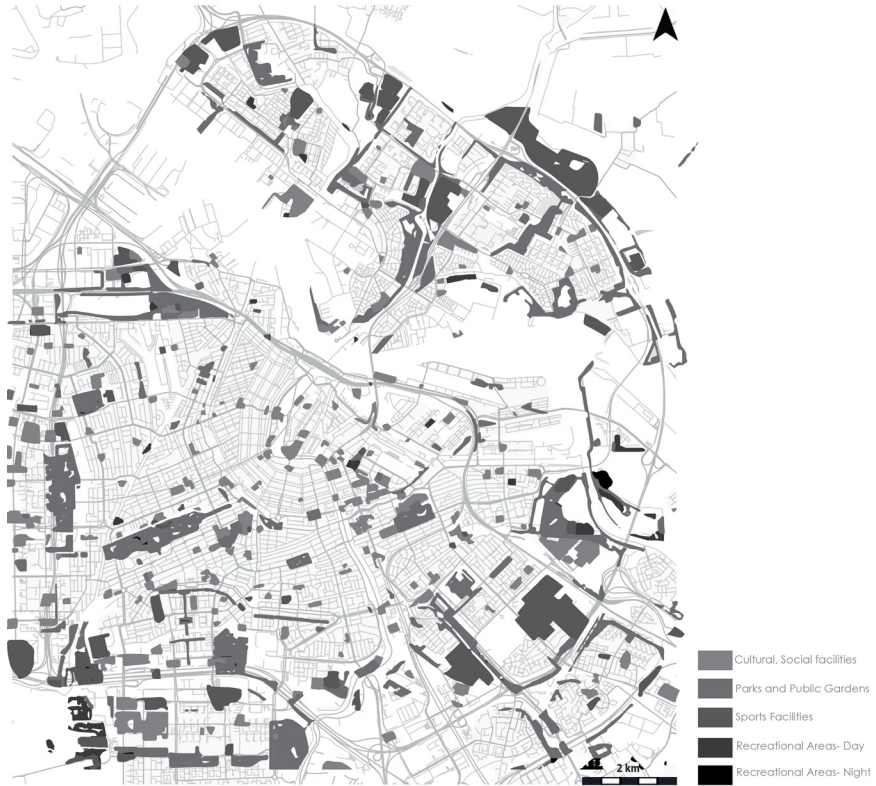 Cultural, Social facilities
Parks and Public Gardens
Sports Facilities
Recreational Areas- Day
Recreational Areas- Night
2 km